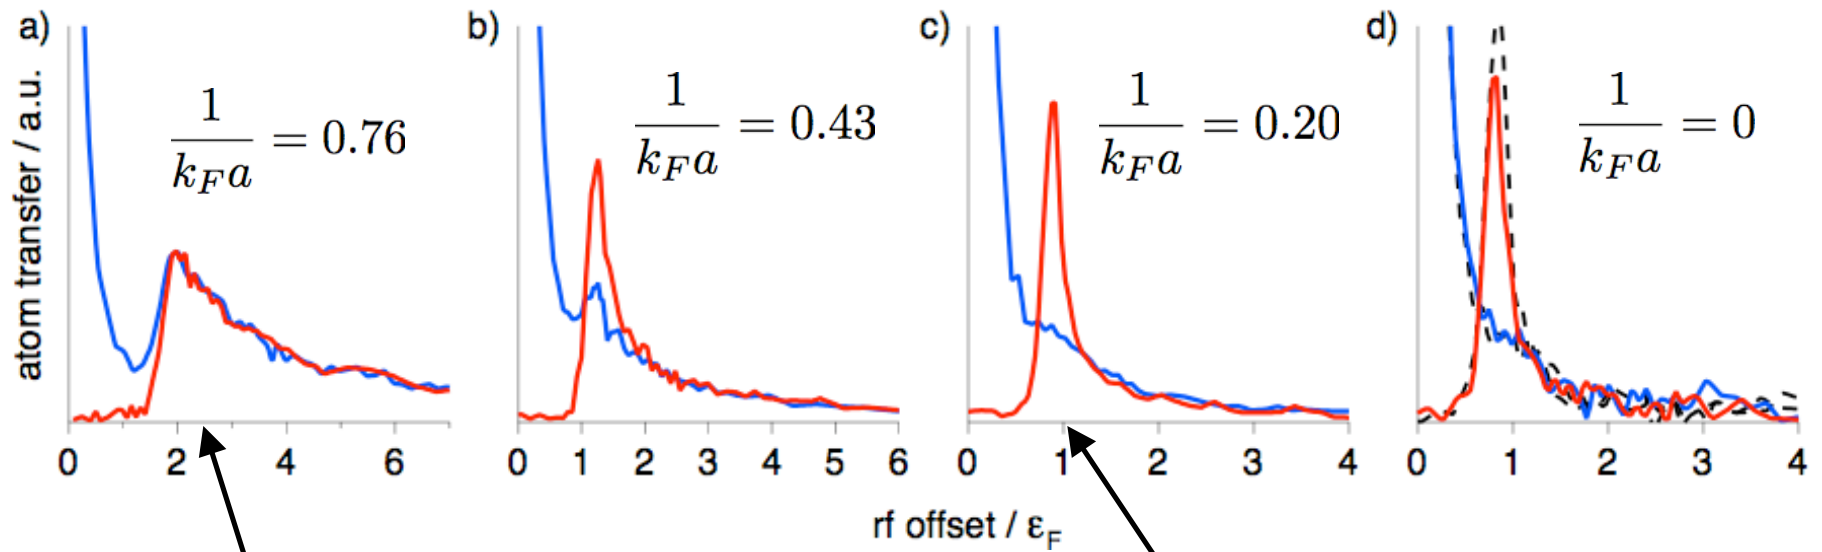 a)
1/(k_F a) = 0.76
b)
1/(k_F a) = 0.43
c)
1/(k_F a) = 0.20
d)
1/(k_F a) = 0
atom transfer / a.u.
0 2 4 6
0 1 2 3 4 5 6
0 1 2 3 4
0 1 2 3 4
rf offset / ε_F